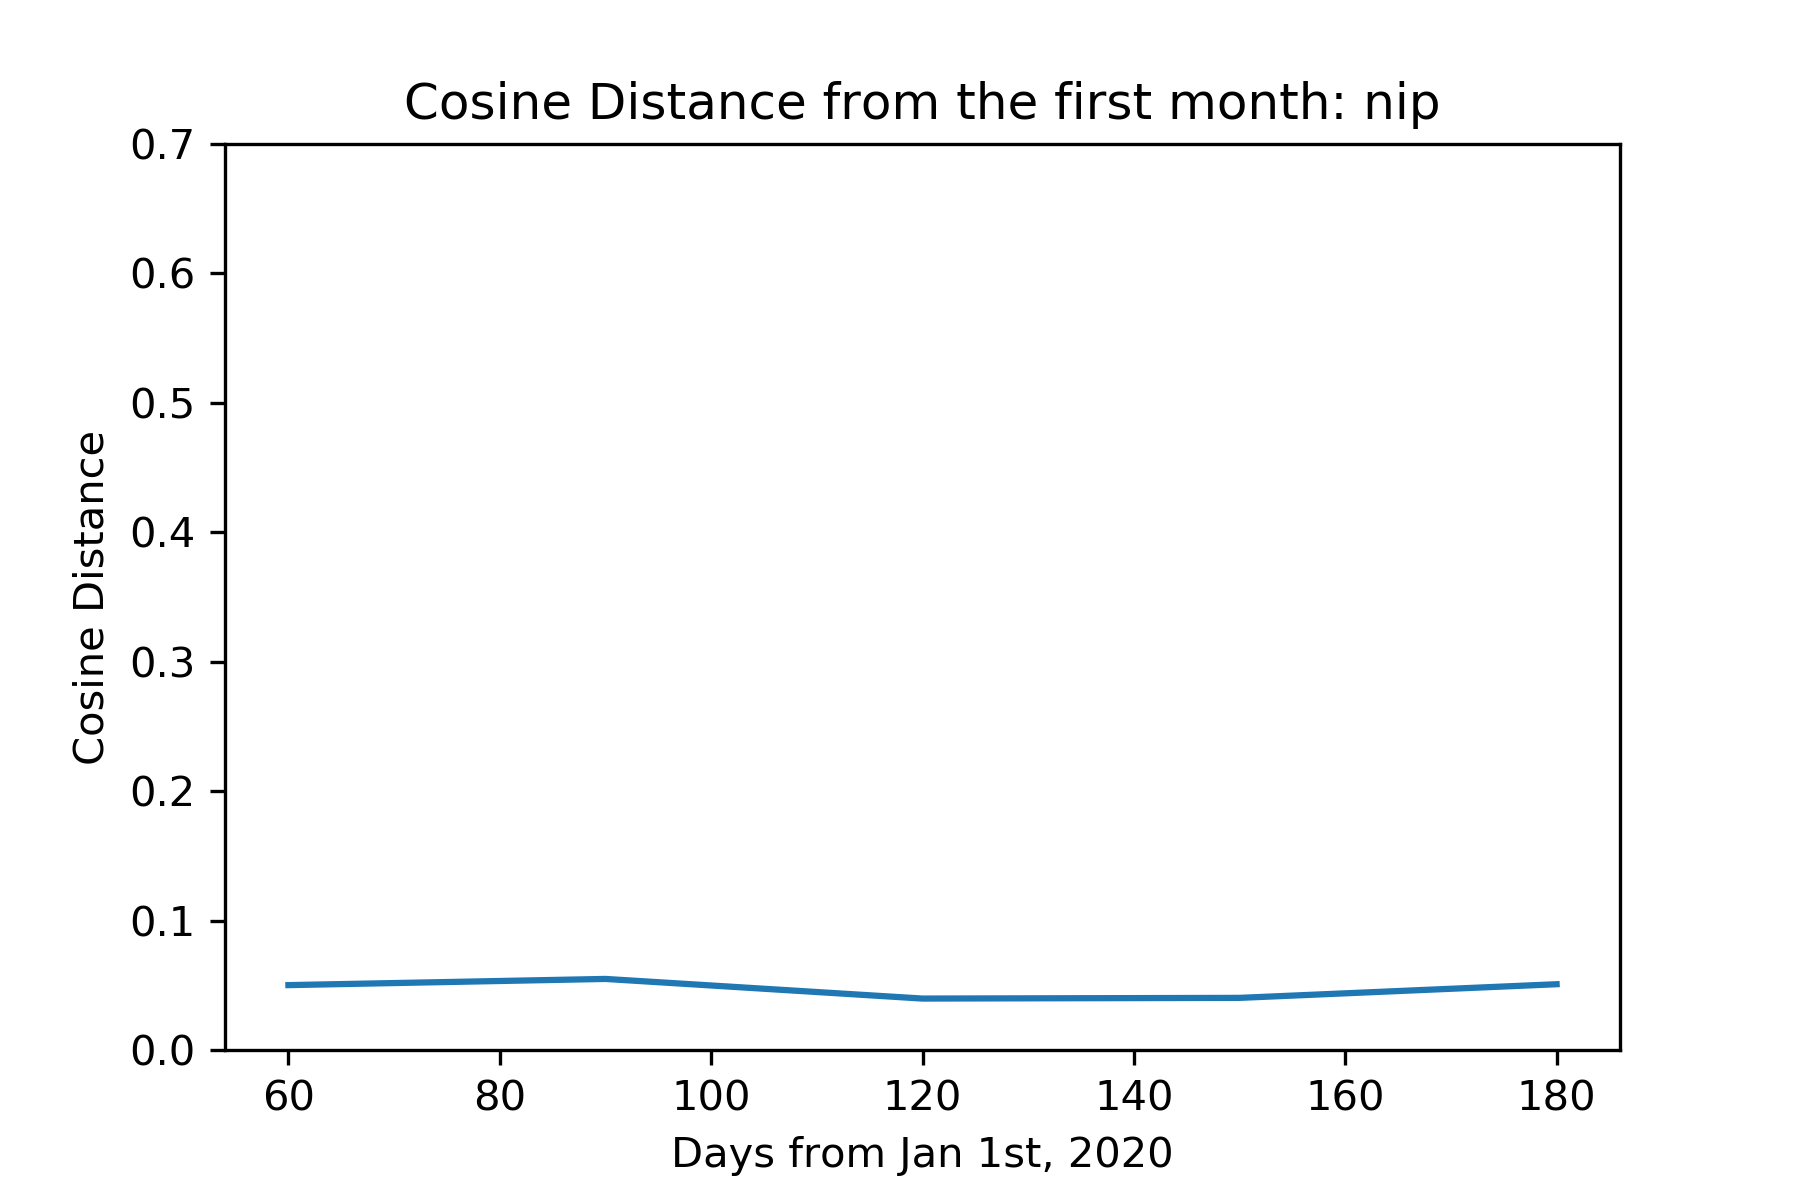 Cosine Distance from the first month: nip
0.7
0.6
0.5
0.4
0.3
0.2
0.1
0.0
Cosine Distance
60 80 100 120 140 160 180
Days from Jan 1st, 2020